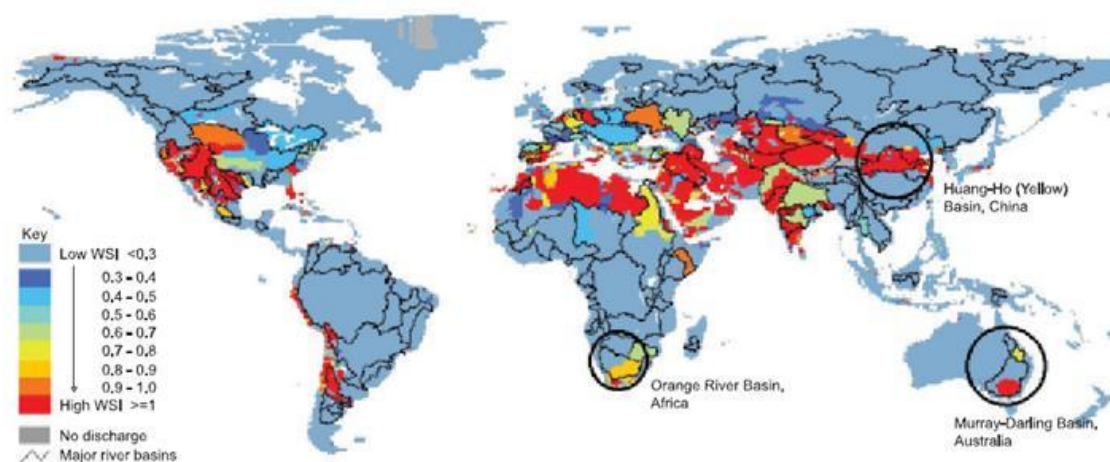 Huang-Ho (Yellow)
Basin, China
Key
Low WSI <0.3
0.3 – 0.4
0.4 – 0.5
0.5 – 0.6
0.6 – 0.7
0.7 – 0.8
0.8 – 0.9
0.9 – 1.0
High WSI >=1
No discharge
Major river basins
Orange River Basin,
Africa
Murray-Darling Basin,
Australia